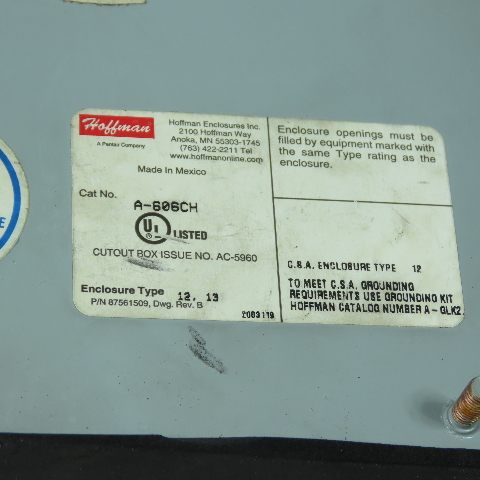 Hoffman
A Pentair Company
Hoffman Enclosures Inc.
2100 Hoffman Way
Anoka, MN 55303-1745
(763) 422-2211 Tel
www.hoffmanonline.com
Made in Mexico
Cat No.
A-606CH
UL LISTED
CUTOUT BOX ISSUE NO. AC-5960
Enclosure Type 12, 13
P/N 87561509, Dwg. Rev. B
2003119
Enclosure openings must be
filled by equipment marked with
the same Type rating as the
enclosure.
C.S.A. ENCLOSURE TYPE 12
TO MEET C.S.A. GROUNDING
REQUIREMENTS USE GROUNDING KIT
HOFFMAN CATALOG NUMBER A-GLK2